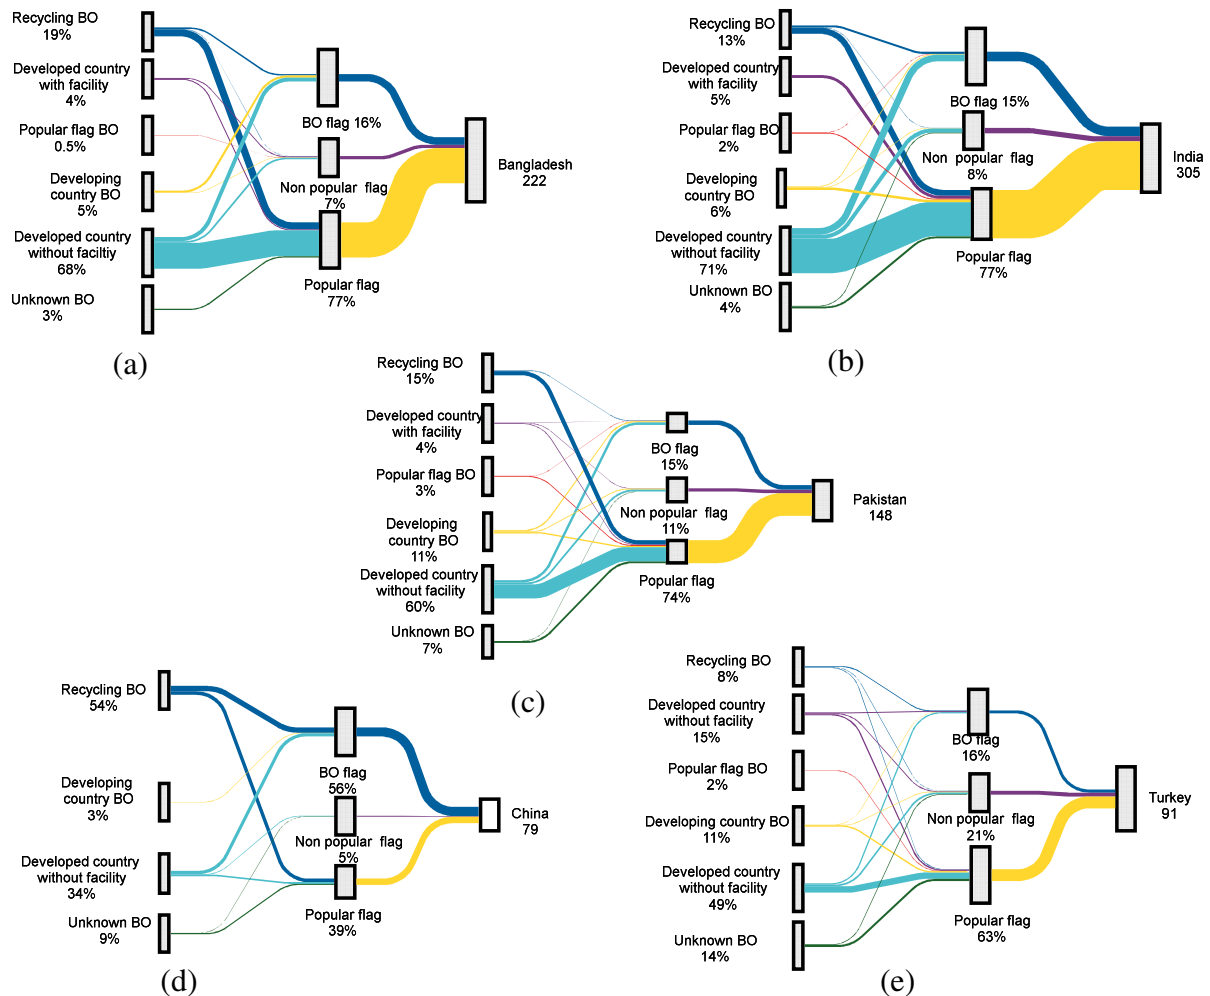 Recycling BO
19%
Developed country
with facility
4%
Popular flag BO
0.5%
Developing
country BO
5%
Developed country
without faciltiy
68%
Unknown BO
3%
BO flag 16%
Non popular flag
7%
Popular flag
77%
Bangladesh
222
(a)
Recycling BO
13%
Developed country
with facility
5%
Popular flag BO
2%
Developing
country BO
6%
Developed country
without facility
71%
Unknown BO
4%
BO flag 15%
Non popular flag
8%
Popular flag
77%
India
305
(b)
Recycling BO
15%
Developed country
with facility
4%
Popular flag BO
3%
Developing
country BO
11%
Developed country
without facility
60%
Unknown BO
7%
BO flag
15%
Non popular flag
11%
Popular flag
74%
Pakistan
148
(c)
Recycling BO
54%
Developing
country BO
3%
Developed country
without facility
34%
Unknown BO
9%
BO flag
56%
Non popular flag
5%
Popular flag
39%
China
79
(d)
Recycling BO
8%
Developed country
without facility
15%
Popular flag BO
2%
Developing country BO
11%
Developed country
without facility
49%
Unknown BO
14%
BO flag
16%
Non popular flag
21%
Popular flag
63%
Turkey
91
(e)